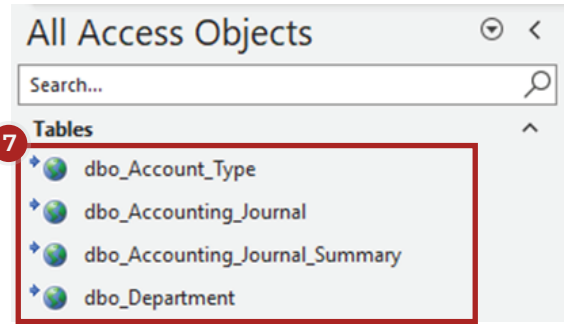 All Access Objects
Search...
Tables
7
dbo_Account_Type
dbo_Accounting_Journal
dbo_Accounting_Journal_Summary
dbo_Department